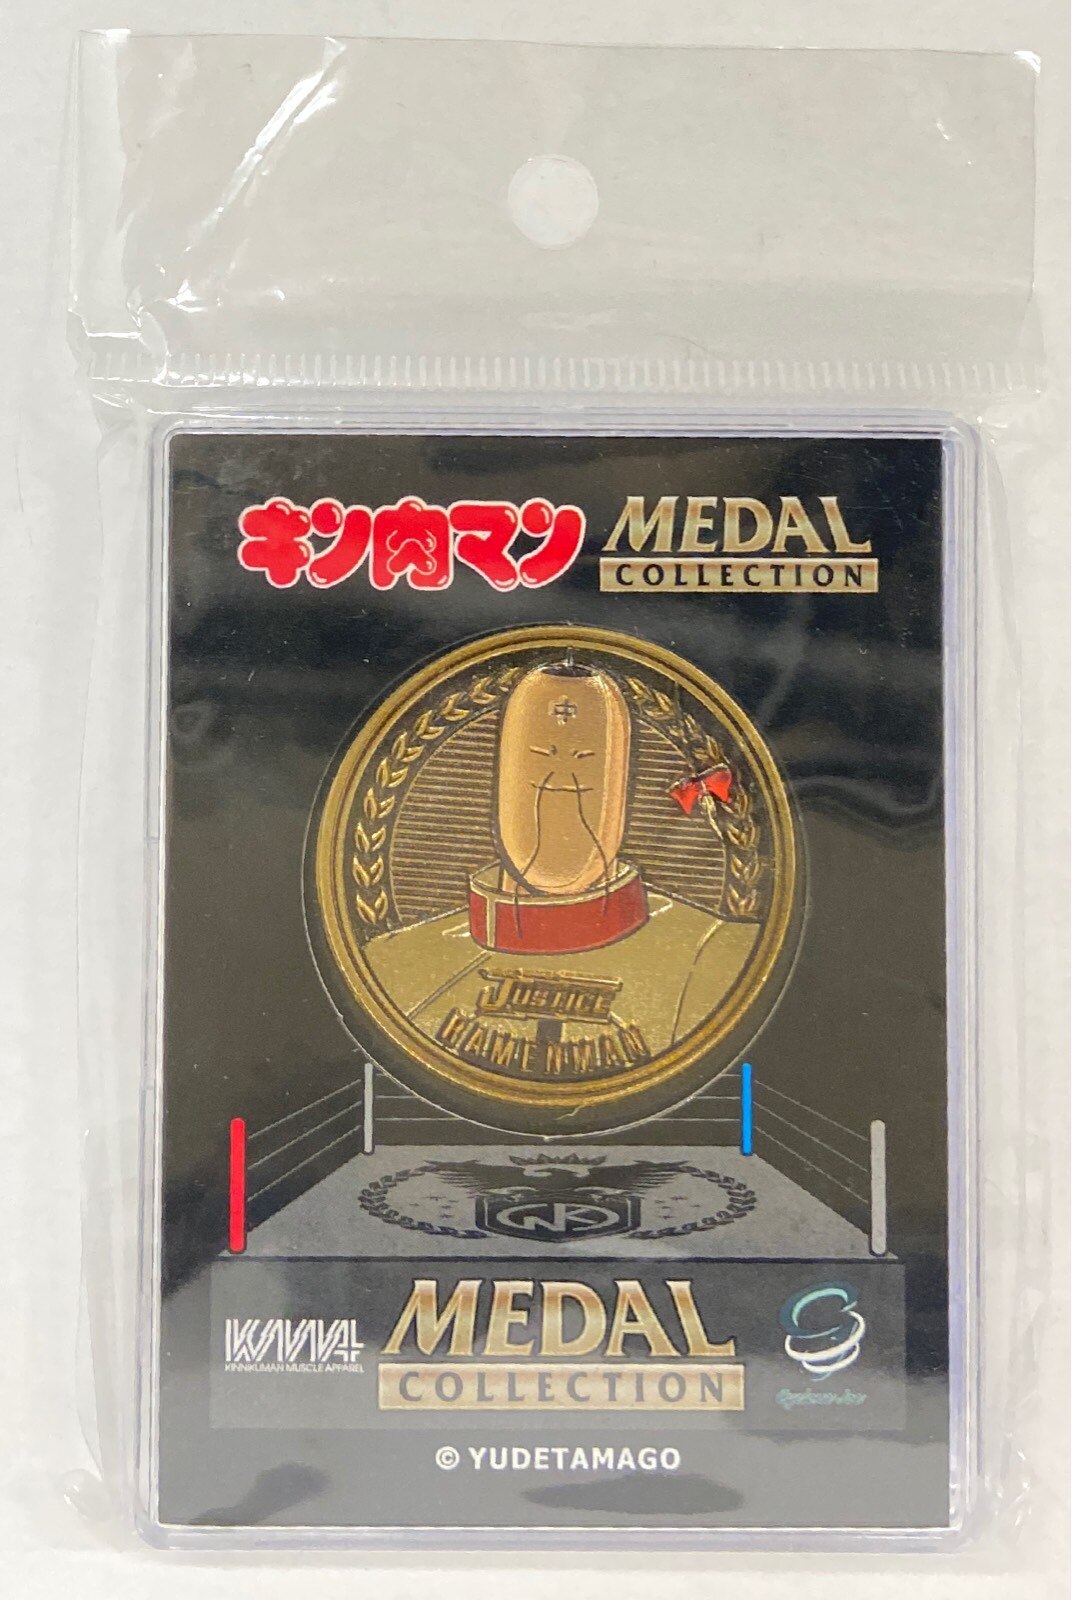 キン肉マン
MEDAL
COLLECTION
中
JUSTICE
RAMENMAN
KINNIKUMAN MUSCLE APPAREL
MEDAL
COLLECTION
© YUDETAMAGO